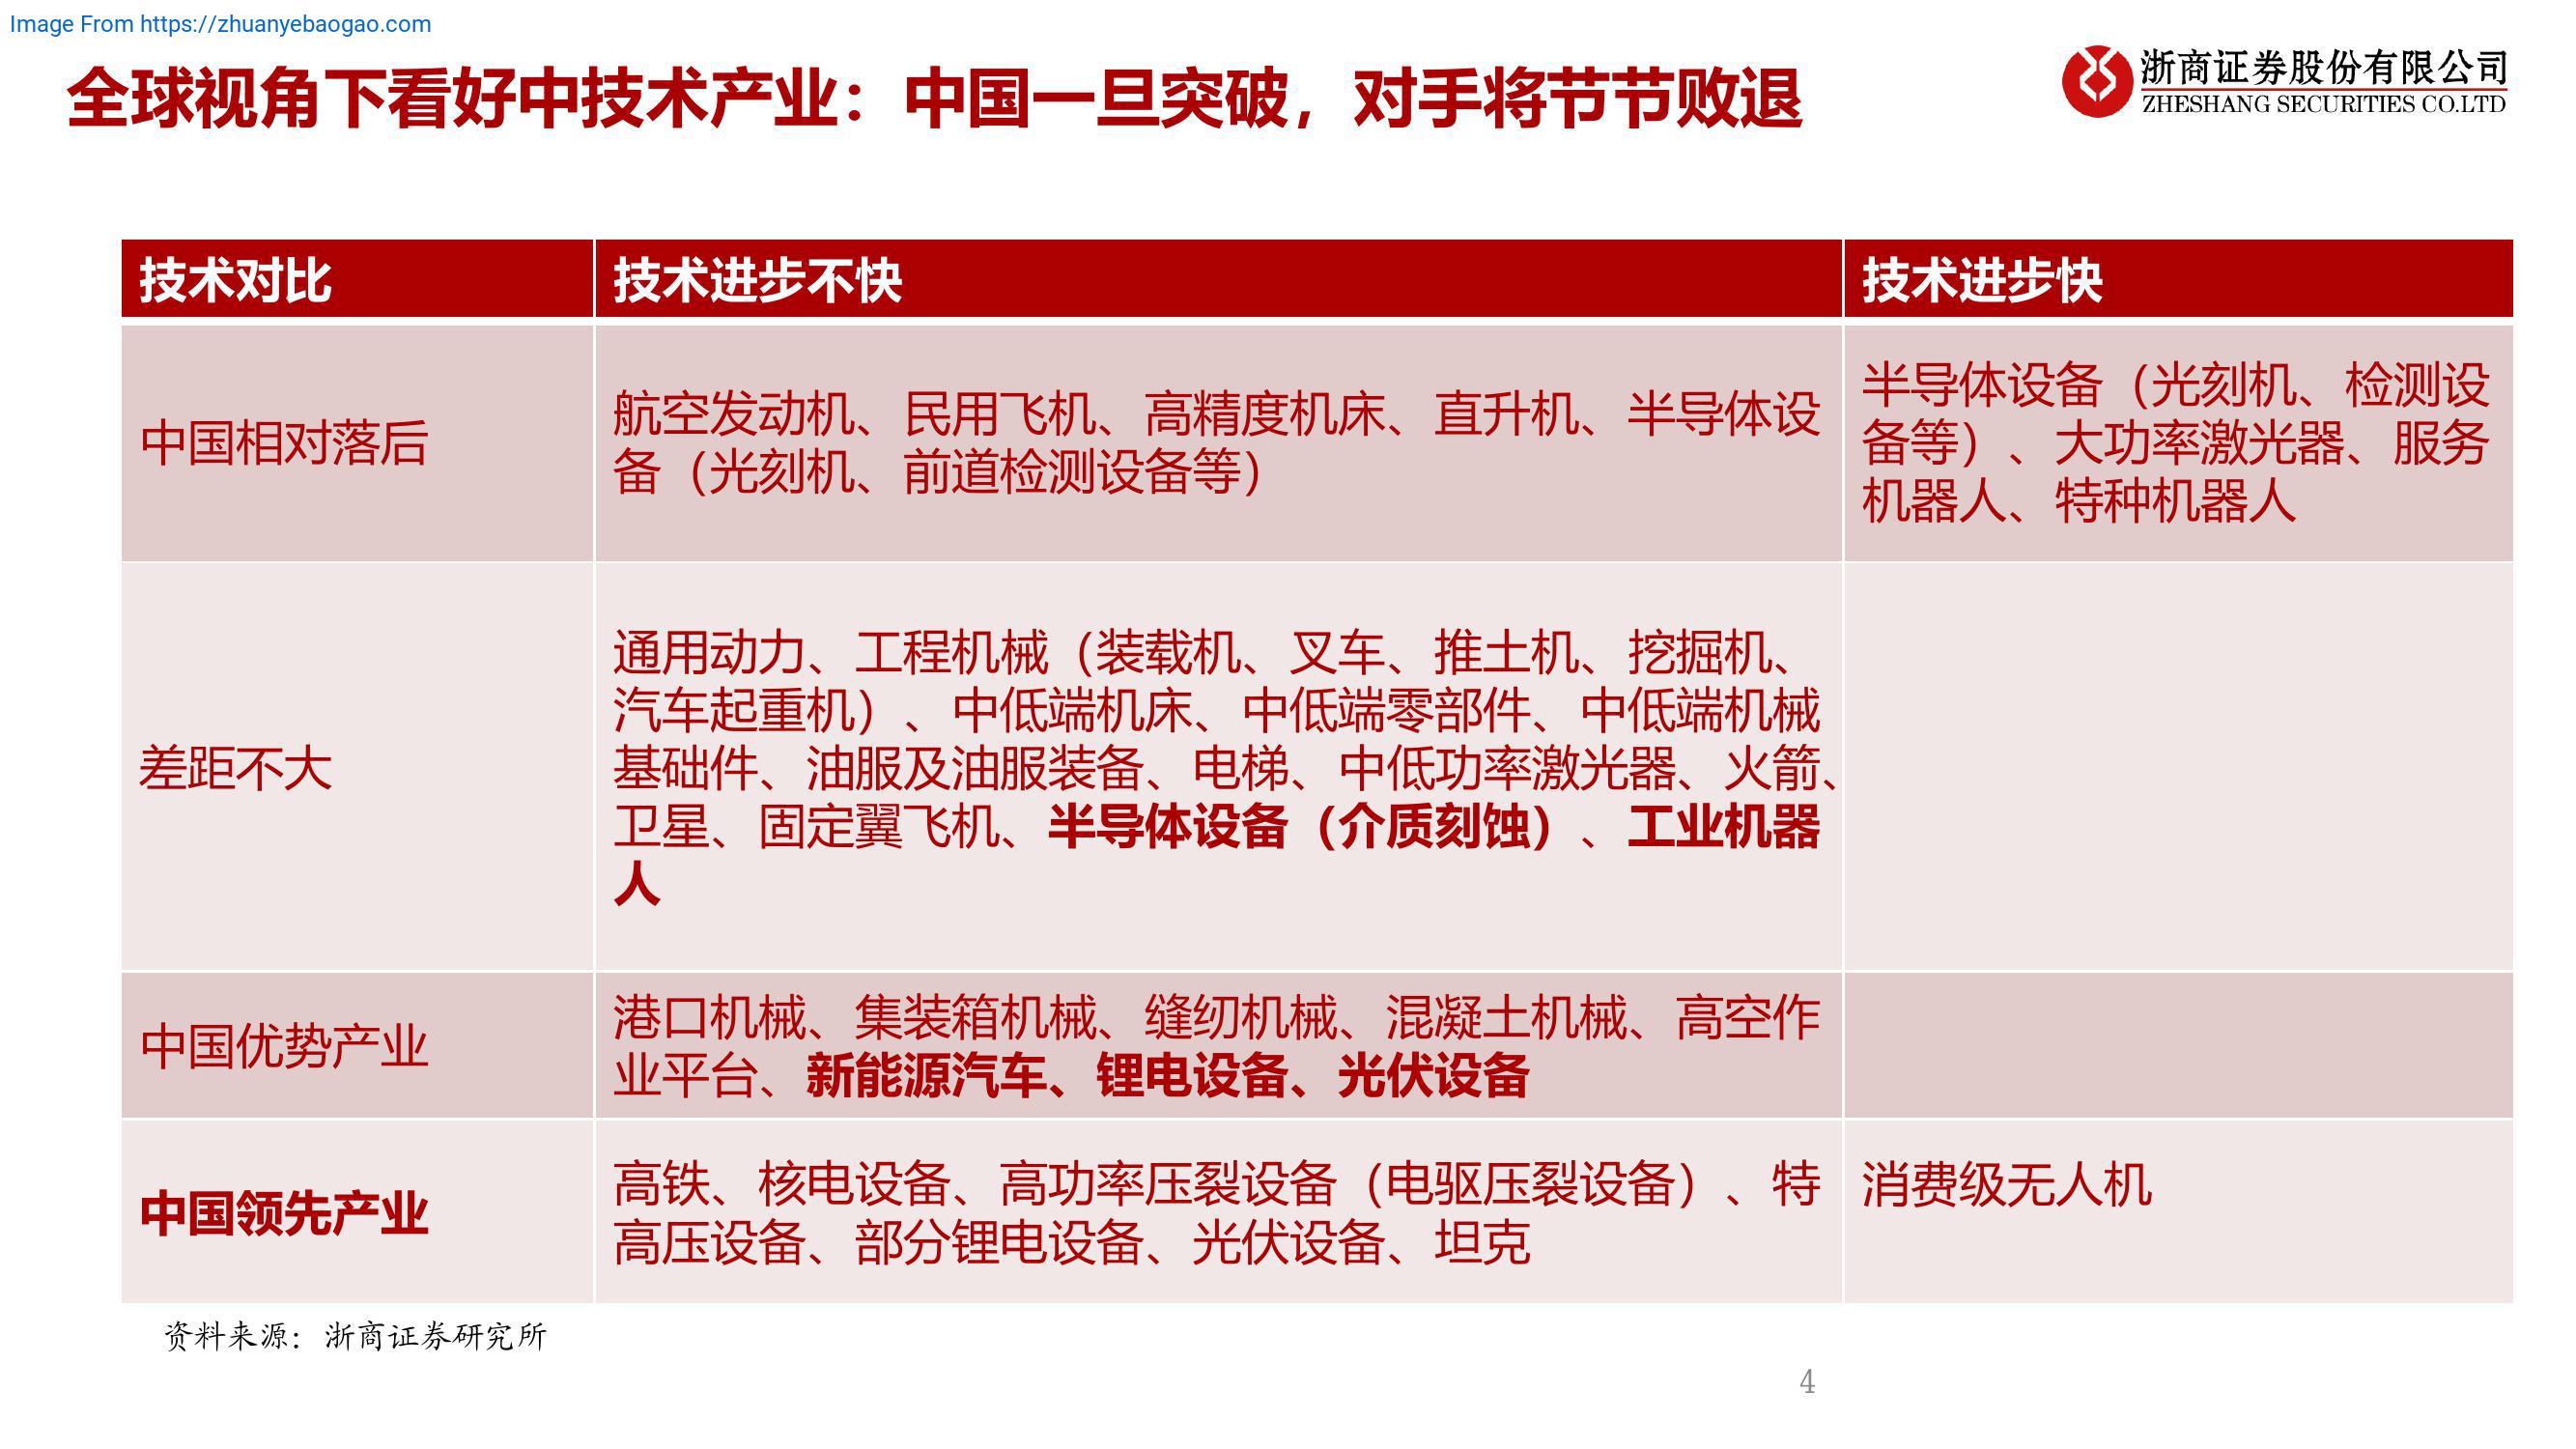 Image From https://zhuanyebaogao.com
全球视角下看好中技术产业：中国一旦突破，对手将节节败退
浙商证券股份有限公司
ZHESHANG SECURITIES CO.LTD
技术对比
技术进步不快
技术进步快
中国相对落后
航空发动机、民用飞机、高精度机床、直升机、半导体设
备（光刻机、前道检测设备等）
半导体设备（光刻机、检测设
备等）、大功率激光器、服务
机器人、特种机器人
差距不大
通用动力、工程机械（装载机、叉车、推土机、挖掘机、
汽车起重机）、中低端机床、中低端零部件、中低端机械
基础件、油服及油服装备、电梯、中低功率激光器、火箭、
卫星、固定翼飞机、半导体设备（介质刻蚀）、工业机器
人
中国优势产业
港口机械、集装箱机械、缝纫机械、混凝土机械、高空作
业平台、新能源汽车、锂电设备、光伏设备
中国领先产业
高铁、核电设备、高功率压裂设备（电驱压裂设备）、特
高压设备、部分锂电设备、光伏设备、坦克
消费级无人机
资料来源：浙商证券研究所
4